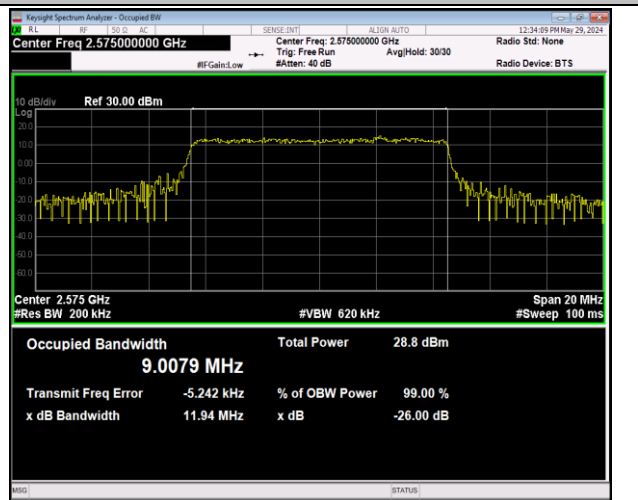 Keysight Spectrum Analyzer - Occupied BW
RL RF 50 Ω AC SENSE:INT ALIGN AUTO 12:34:09 PM May 29, 2024
Center Freq 2.575000000 GHz Center Freq: 2.575000000 GHz Radio Std: None
Trig: Free Run Avg|Hold: 30/30
#IFGain:Low #Atten: 40 dB Radio Device: BTS
10 dB/div Ref 30.00 dBm
Log
20.0
10.0
0.00
-10.0
-20.0
-30.0
-40.0
-50.0
-60.0
Center 2.575 GHz Span 20 MHz
#Res BW 200 kHz #VBW 620 kHz #Sweep 100 ms
Occupied Bandwidth Total Power 28.8 dBm
9.0079 MHz
Transmit Freq Error -5.242 kHz % of OBW Power 99.00 %
x dB Bandwidth 11.94 MHz x dB -26.00 dB
MSG STATUS